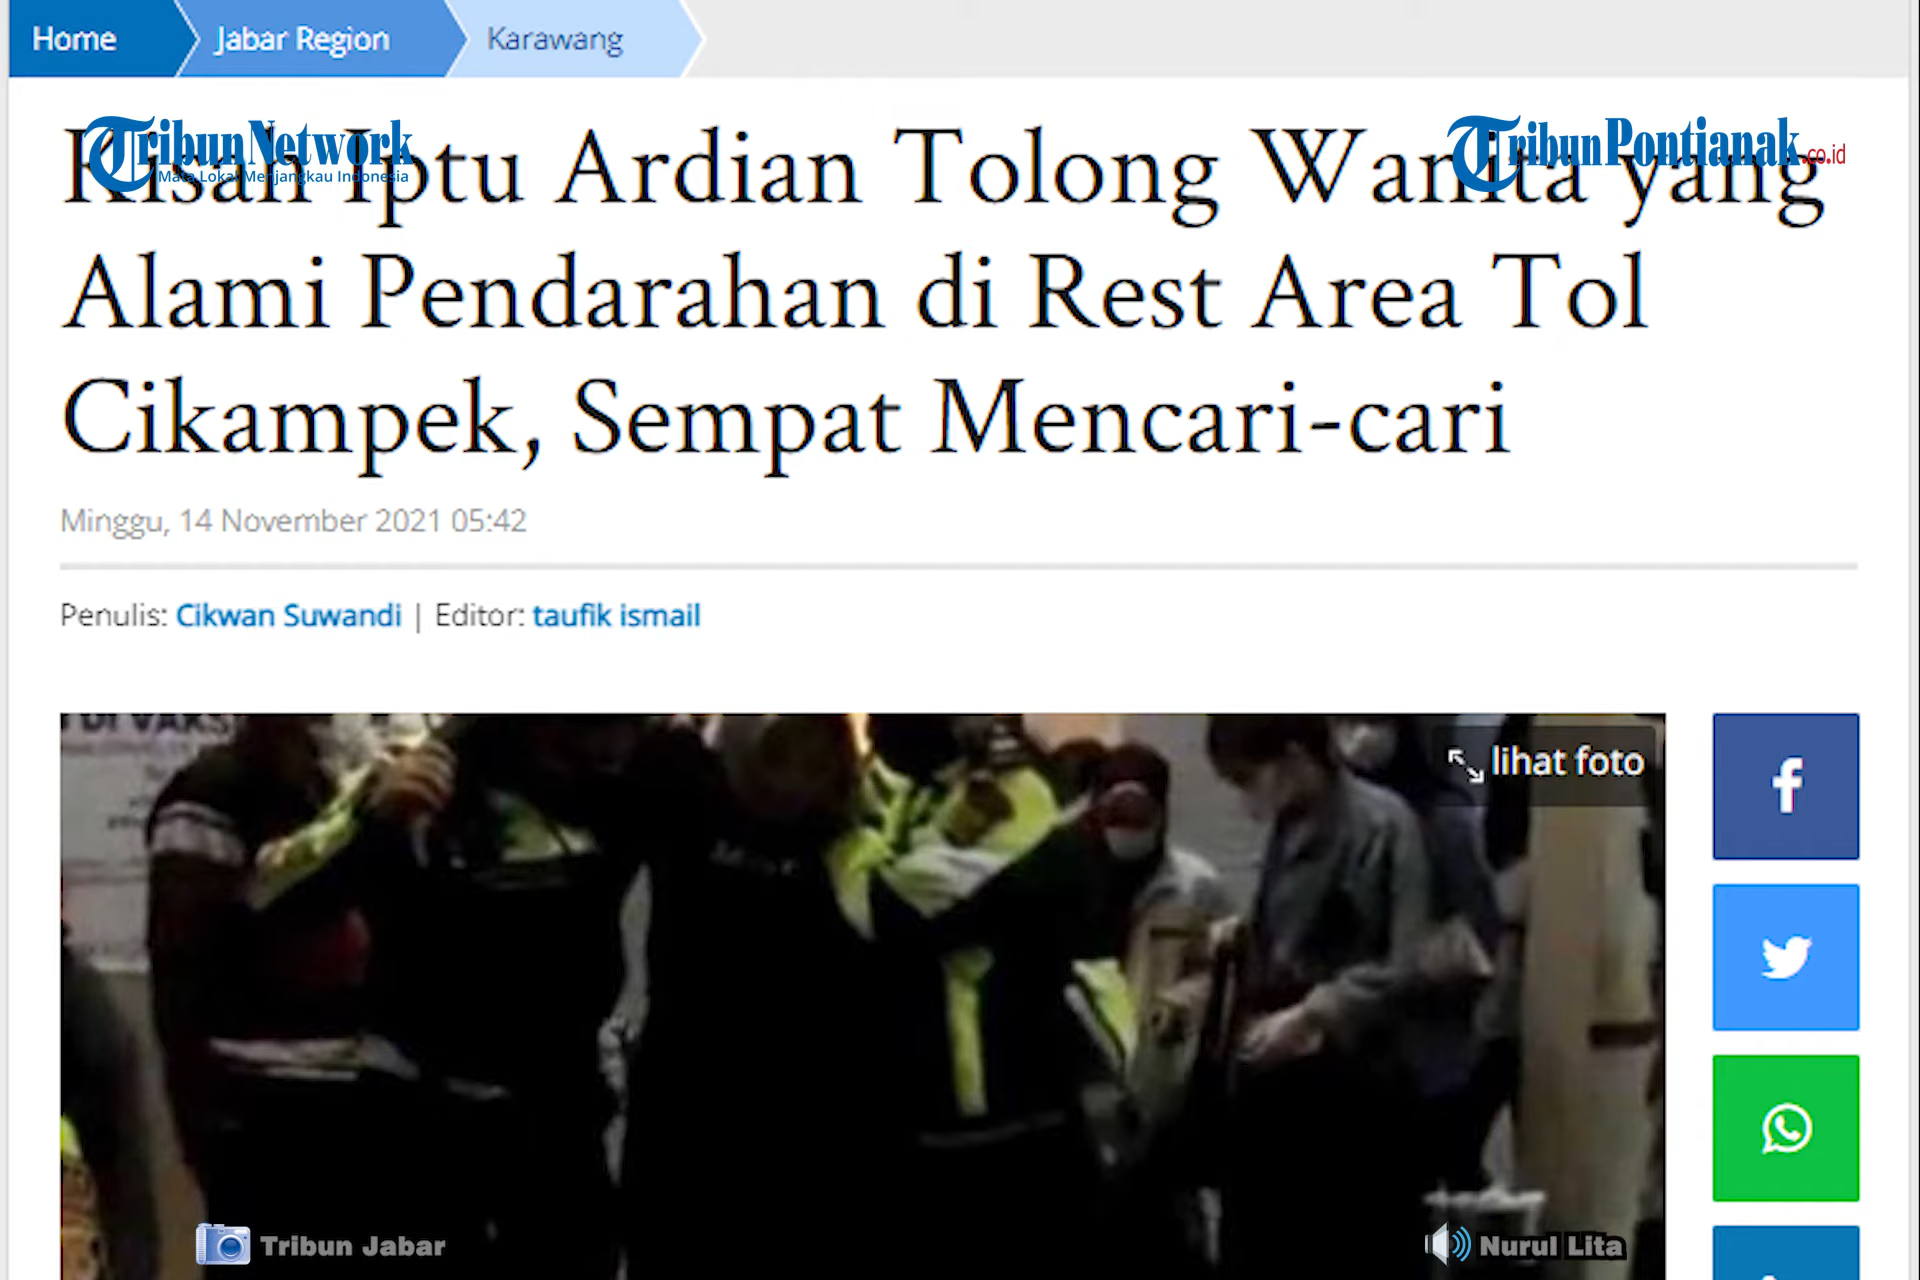 Home Jabar Region Karawang
TribunNetwork
Mata Lokal Menjangkau Indonesia
TribunPontianak.co.id
Kisah Iptu Ardian Tolong Wanita yang
Alami Pendarahan di Rest Area Tol
Cikampek, Sempat Mencari-cari
Minggu, 14 November 2021 05:42
Penulis: Cikwan Suwandi | Editor: taufik ismail
DI VAKS
lihat foto
Tribun Jabar
Nurul Lita